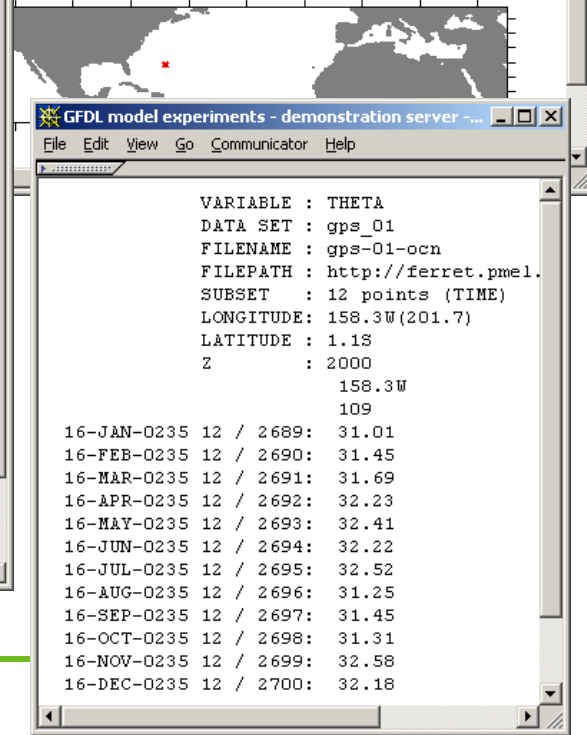 GFDL model experiments - demonstration server -...
File Edit View Go Communicator Help
VARIABLE : THETA
DATA SET : gps_01
FILENAME : gps-01-ocn
FILEPATH : http://ferret.pmel.
SUBSET : 12 points (TIME)
LONGITUDE: 158.3W(201.7)
LATITUDE : 1.1S
Z : 2000
158.3W
109
16-JAN-0235 12 / 2689: 31.01
16-FEB-0235 12 / 2690: 31.45
16-MAR-0235 12 / 2691: 31.69
16-APR-0235 12 / 2692: 32.23
16-MAY-0235 12 / 2693: 32.41
16-JUN-0235 12 / 2694: 32.22
16-JUL-0235 12 / 2695: 32.52
16-AUG-0235 12 / 2696: 31.25
16-SEP-0235 12 / 2697: 31.45
16-OCT-0235 12 / 2698: 31.31
16-NOV-0235 12 / 2699: 32.58
16-DEC-0235 12 / 2700: 32.18